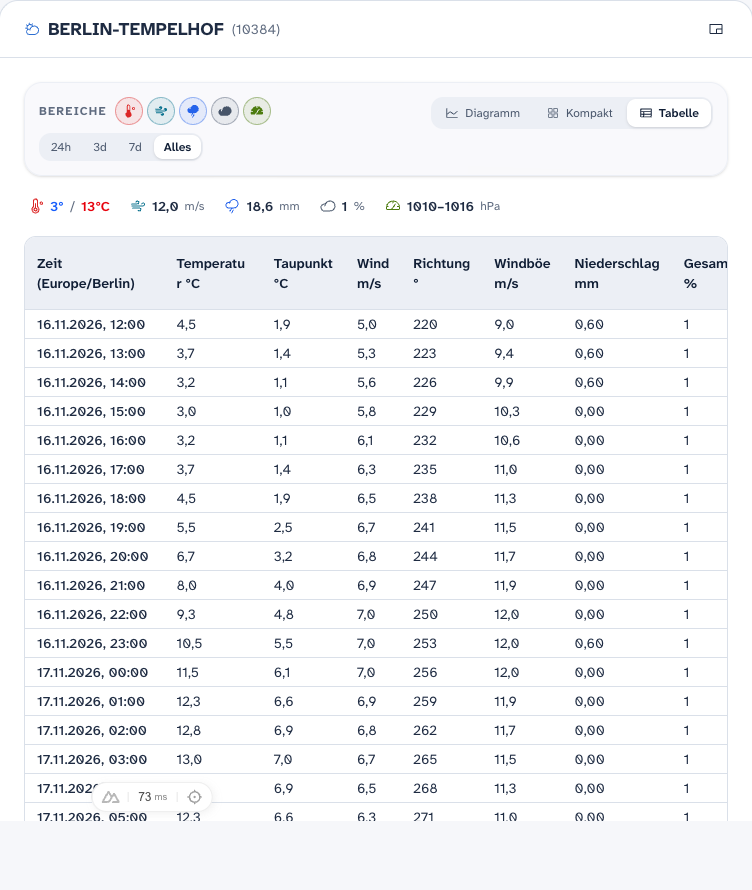 BERLIN-TEMPELHOF (10384)
BEREICHE
Diagramm Kompakt Tabelle
24h 3d 7d Alles
3° / 13°C 12,0 m/s 18,6 mm 1 % 1010–1016 hPa
Zeit (Europe/Berlin) Temperatur °C Taupunkt °C Wind m/s Richtung ° Windböe m/s Niederschlag mm Gesam %
16.11.2026, 12:00 4,5 1,9 5,0 220 9,0 0,60 1
16.11.2026, 13:00 3,7 1,4 5,3 223 9,4 0,60 1
16.11.2026, 14:00 3,2 1,1 5,6 226 9,9 0,60 1
16.11.2026, 15:00 3,0 1,0 5,8 229 10,3 0,00 1
16.11.2026, 16:00 3,2 1,1 6,1 232 10,6 0,00 1
16.11.2026, 17:00 3,7 1,4 6,3 235 11,0 0,00 1
16.11.2026, 18:00 4,5 1,9 6,5 238 11,3 0,00 1
16.11.2026, 19:00 5,5 2,5 6,7 241 11,5 0,00 1
16.11.2026, 20:00 6,7 3,2 6,8 244 11,7 0,00 1
16.11.2026, 21:00 8,0 4,0 6,9 247 11,9 0,00 1
16.11.2026, 22:00 9,3 4,8 7,0 250 12,0 0,00 1
16.11.2026, 23:00 10,5 5,5 7,0 253 12,0 0,60 1
17.11.2026, 00:00 11,5 6,1 7,0 256 12,0 0,00 1
17.11.2026, 01:00 12,3 6,6 6,9 259 11,9 0,00 1
17.11.2026, 02:00 12,8 6,9 6,8 262 11,7 0,00 1
17.11.2026, 03:00 13,0 7,0 6,7 265 11,5 0,00 1
17.11.202 6,9 6,5 268 11,3 0,00 1
73 ms
17.11.2026, 05:00 12,3 6,6 6,3 271 11,0 0,00 1